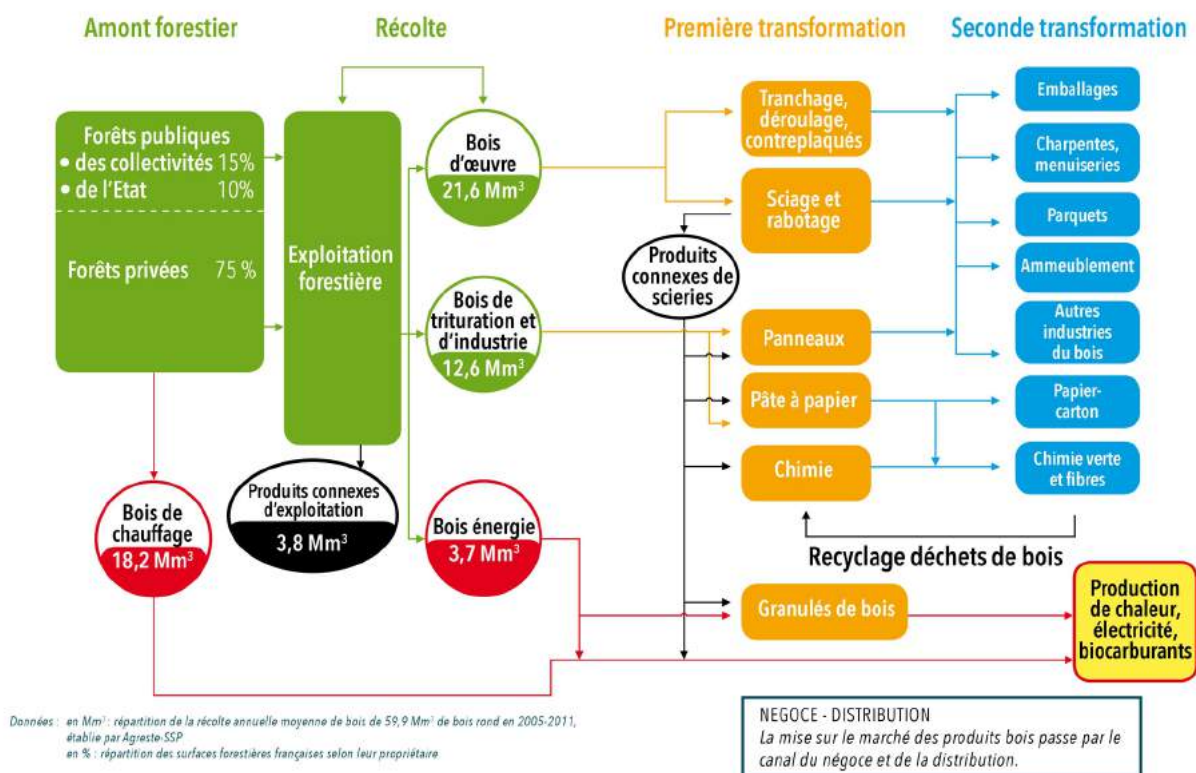 Amont forestier
Récolte
Première transformation
Seconde transformation
Forêts publiques
• des collectivités 15%
• de l'Etat 10%
Forêts privées 75 %
Exploitation
forestière
Bois
d'œuvre
21,6 Mm³
Bois de
trituration et
d'industrie
12,6 Mm³
Bois de
chauffage
18,2 Mm³
Produits connexes
d'exploitation
3,8 Mm³
Bois énergie
3,7 Mm³
Produits
connexes de
scieries
Tranchage,
déroulage,
contreplaqués
Sciage et
rabotage
Panneaux
Pâte à papier
Chimie
Granulés de bois
Emballages
Charpentes,
menuiseries
Parquets
Ammeublement
Autres
industries
du bois
Papier-
carton
Chimie verte
et fibres
Recyclage déchets de bois
Production
de chaleur,
électricité,
biocarburants
Données : en Mm³ : répartition de la récolte annuelle moyenne de bois de 59,9 Mm³ de bois rond en 2005-2011,
établie par Agreste-SSP
en % : répartition des surfaces forestières françaises selon leur propriétaire
NEGOCE - DISTRIBUTION
La mise sur le marché des produits bois passe par le
canal du négoce et de la distribution.